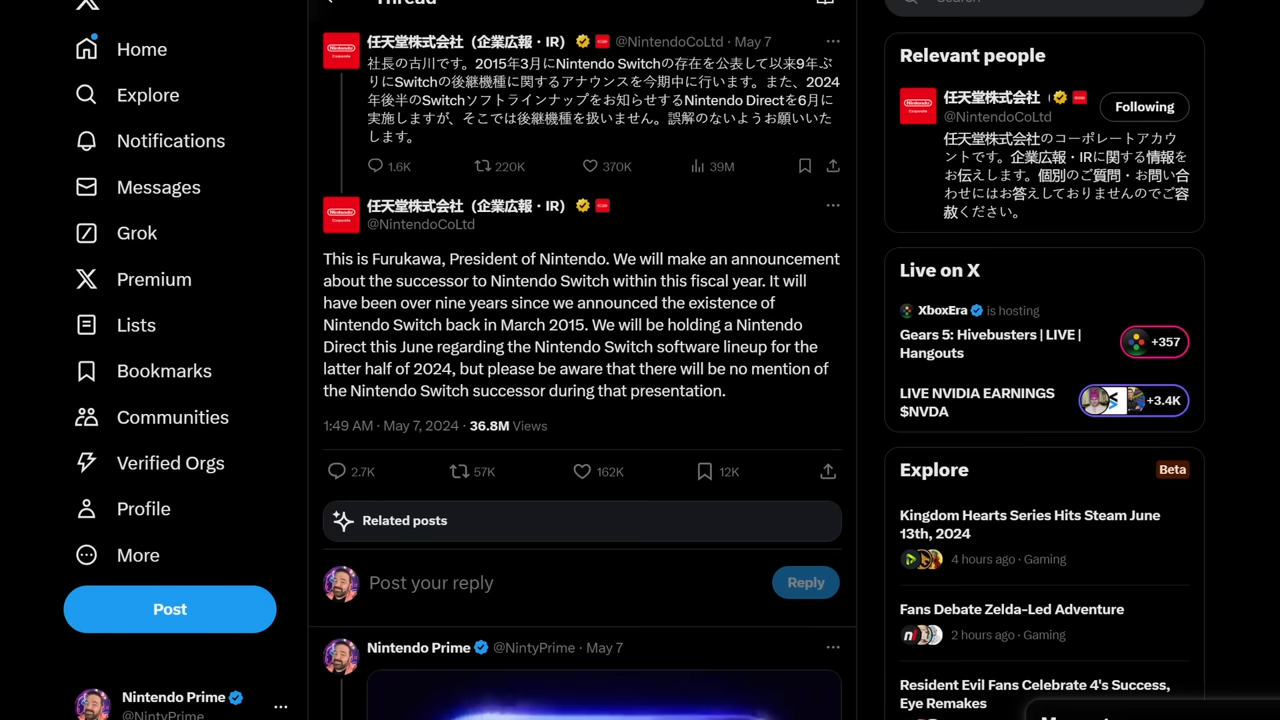 Thread
Search
Home
Explore
Notifications
Messages
Grok
Premium
Lists
Bookmarks
Communities
Verified Orgs
Profile
More
Post
Nintendo Prime
@NintyPrime
任天堂株式会社（企業広報・IR） @NintendoCoLtd · May 7
社長の古川です。2015年3月にNintendo Switchの存在を公表して以来9年ぶ
りにSwitchの後継機種に関するアナウンスを今期中に行います。また、2024
年後半のSwitchソフトラインナップをお知らせするNintendo Directを6月に
実施しますが、そこでは後継機種を扱いません。誤解のないようお願いいた
します。
1.6K 220K 370K 39M
任天堂株式会社（企業広報・IR）
@NintendoCoLtd
This is Furukawa, President of Nintendo. We will make an announcement
about the successor to Nintendo Switch within this fiscal year. It will
have been over nine years since we announced the existence of
Nintendo Switch back in March 2015. We will be holding a Nintendo
Direct this June regarding the Nintendo Switch software lineup for the
latter half of 2024, but please be aware that there will be no mention of
the Nintendo Switch successor during that presentation.
1:49 AM · May 7, 2024 · 36.8M Views
2.7K 57K 162K 12K
Related posts
Post your reply
Reply
Nintendo Prime @NintyPrime · May 7
Relevant people
任天堂株式会社（
@NintendoCoLtd
Following
任天堂株式会社のコーポレートアカウ
ントです。企業広報・IRに関する情報を
お伝えします。個別のご質問・お問い合
わせにはお答えしておりませんのでご容
赦ください。
Live on X
XboxEra is hosting
Gears 5: Hivebusters | LIVE |
Hangouts
+357
LIVE NVIDIA EARNINGS
$NVDA
+3.4K
Explore
Beta
Kingdom Hearts Series Hits Steam June
13th, 2024
4 hours ago · Gaming
Fans Debate Zelda-Led Adventure
2 hours ago · Gaming
Resident Evil Fans Celebrate 4's Success,
Eye Remakes